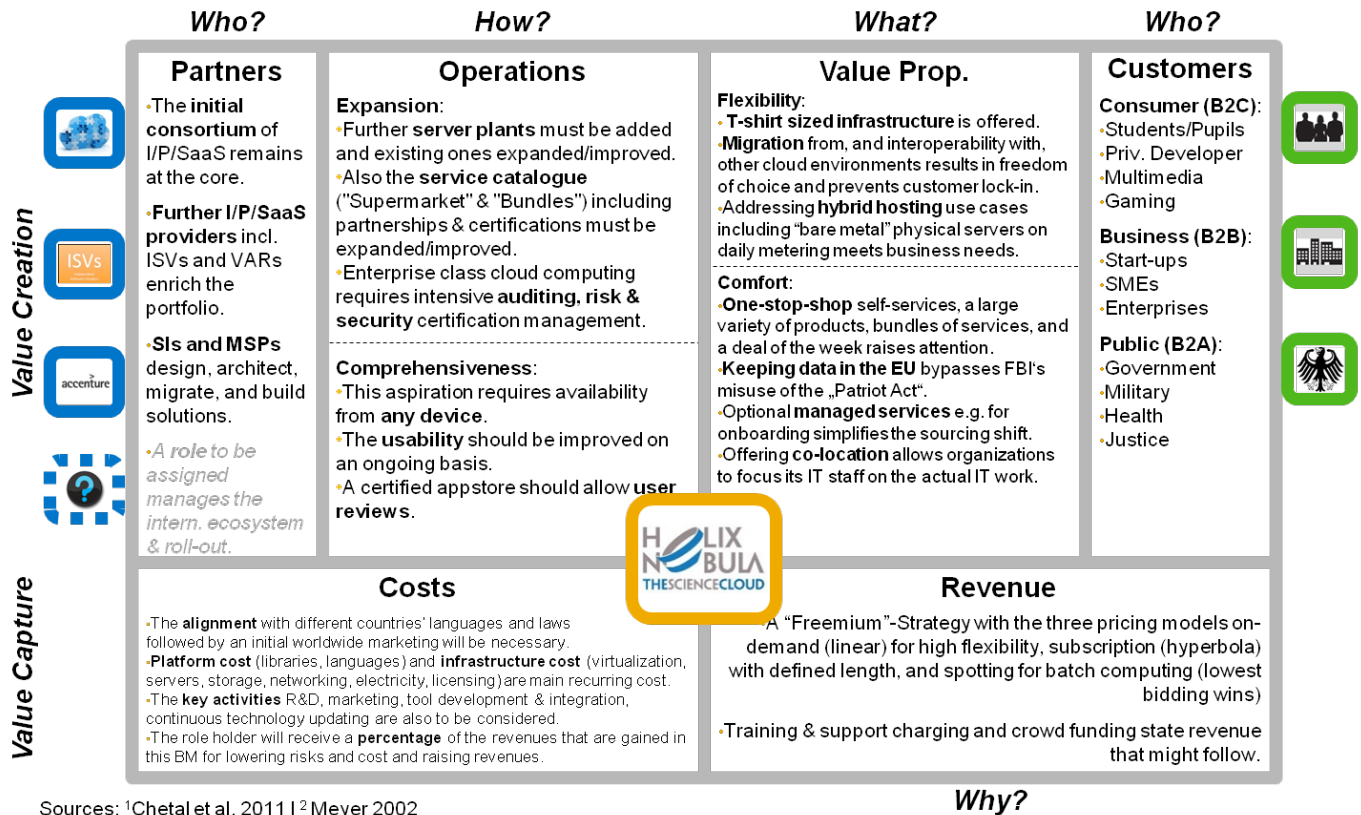 Who?
How?
What?
Who?
Value Creation
Value Capture
Partners
•The initial
consortium of
I/P/SaaS remains
at the core.
•Further I/P/SaaS
providers incl.
ISVs and VARs
enrich the
portfolio.
•SIs and MSPs
design, architect,
migrate, and build
solutions.
•A role to be
assigned
manages the
intern. ecosystem
& roll-out.
ISVs
accenture
?
Operations
Expansion:
•Further server plants must be added
and existing ones expanded/improved.
•Also the service catalogue
("Supermarket" & "Bundles") including
partnerships & certifications must be
expanded/improved.
•Enterprise class cloud computing
requires intensive auditing, risk &
security certification management.
Comprehensiveness:
•This aspiration requires availability
from any device.
•The usability should be improved on
an ongoing basis.
•A certified appstore should allow user
reviews.
Value Prop.
Flexibility:
• T-shirt sized infrastructure is offered.
•Migration from, and interoperability with,
other cloud environments results in freedom
of choice and prevents customer lock-in.
•Addressing hybrid hosting use cases
including “bare metal” physical servers on
daily metering meets business needs.
Comfort:
•One-stop-shop self-services, a large
variety of products, bundles of services, and
a deal of the week raises attention.
•Keeping data in the EU bypasses FBI‘s
misuse of the „Patriot Act“.
•Optional managed services e.g. for
onboarding simplifies the sourcing shift.
•Offering co-location allows organizations
to focus its IT staff on the actual IT work.
Customers
Consumer (B2C):
•Students/Pupils
•Priv. Developer
•Multimedia
•Gaming
Business (B2B):
•Start-ups
•SMEs
•Enterprises
Public (B2A):
•Government
•Military
•Health
•Justice
HELIX
NEBULA
THESCIENCECLOUD
Costs
•The alignment with different countries' languages and laws
followed by an initial worldwide marketing will be necessary.
•Platform cost (libraries, languages) and infrastructure cost (virtualization,
servers, storage, networking, electricity, licensing) are main recurring cost.
•The key activities R&D, marketing, tool development & integration,
continuous technology updating are also to be considered.
•The role holder will receive a percentage of the revenues that are gained in
this BM for lowering risks and cost and raising revenues.
Revenue
•A “Freemium”-Strategy with the three pricing models on-
demand (linear) for high flexibility, subscription (hyperbola)
with defined length, and spotting for batch computing (lowest
bidding wins)
•Training & support charging and crowd funding state revenue
that might follow.
Why?
Sources: ¹Chetal et al. 2011 | ² Meyer 2002